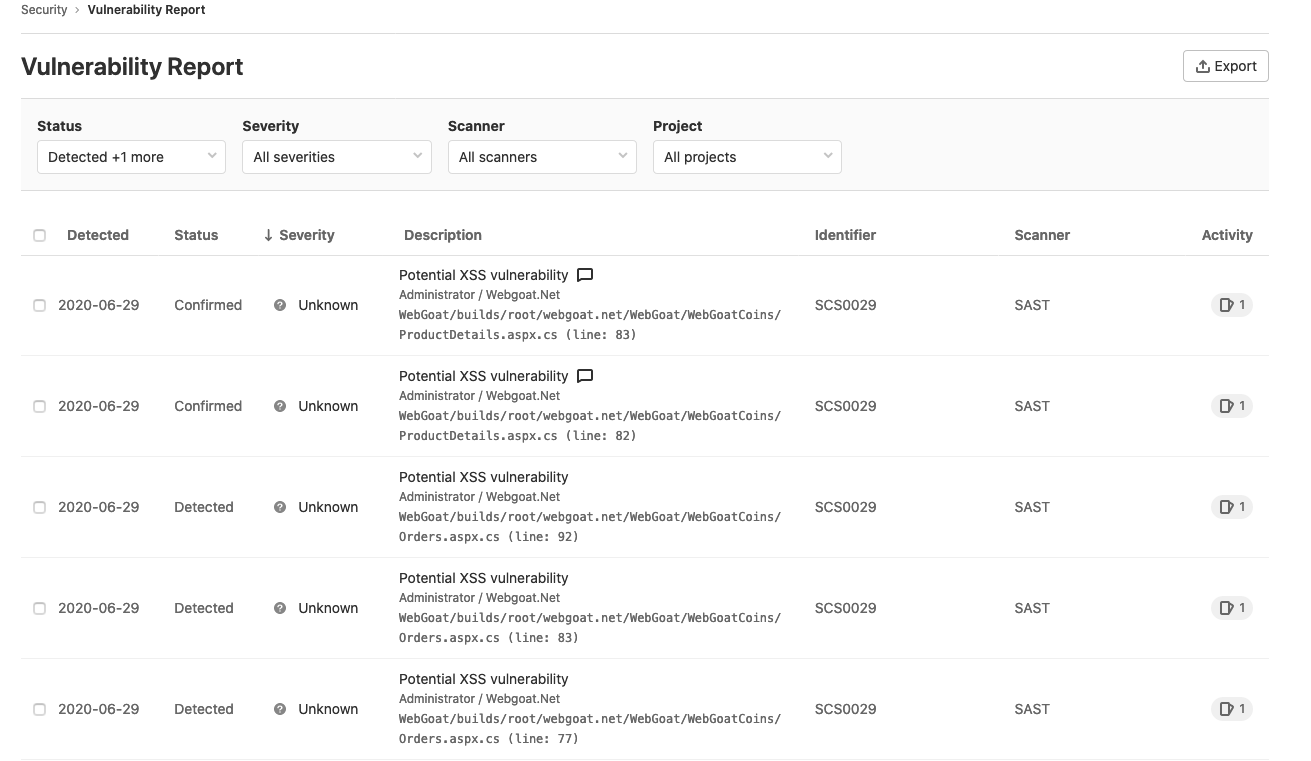 Security › Vulnerability Report
Vulnerability Report
Export
Status Severity Scanner Project
Detected +1 more All severities All scanners All projects
Detected Status ↓ Severity Description Identifier Scanner Activity
Potential XSS vulnerability
Administrator / Webgoat.Net
2020-06-29 Confirmed Unknown SCS0029 SAST 1
WebGoat/builds/root/webgoat.net/WebGoat/WebGoatCoins/
ProductDetails.aspx.cs (line: 83)
Potential XSS vulnerability
Administrator / Webgoat.Net
2020-06-29 Confirmed Unknown SCS0029 SAST 1
WebGoat/builds/root/webgoat.net/WebGoat/WebGoatCoins/
ProductDetails.aspx.cs (line: 82)
Potential XSS vulnerability
Administrator / Webgoat.Net
2020-06-29 Detected Unknown SCS0029 SAST 1
WebGoat/builds/root/webgoat.net/WebGoat/WebGoatCoins/
Orders.aspx.cs (line: 92)
Potential XSS vulnerability
Administrator / Webgoat.Net
2020-06-29 Detected Unknown SCS0029 SAST 1
WebGoat/builds/root/webgoat.net/WebGoat/WebGoatCoins/
Orders.aspx.cs (line: 83)
Potential XSS vulnerability
Administrator / Webgoat.Net
2020-06-29 Detected Unknown SCS0029 SAST 1
WebGoat/builds/root/webgoat.net/WebGoat/WebGoatCoins/
Orders.aspx.cs (line: 77)